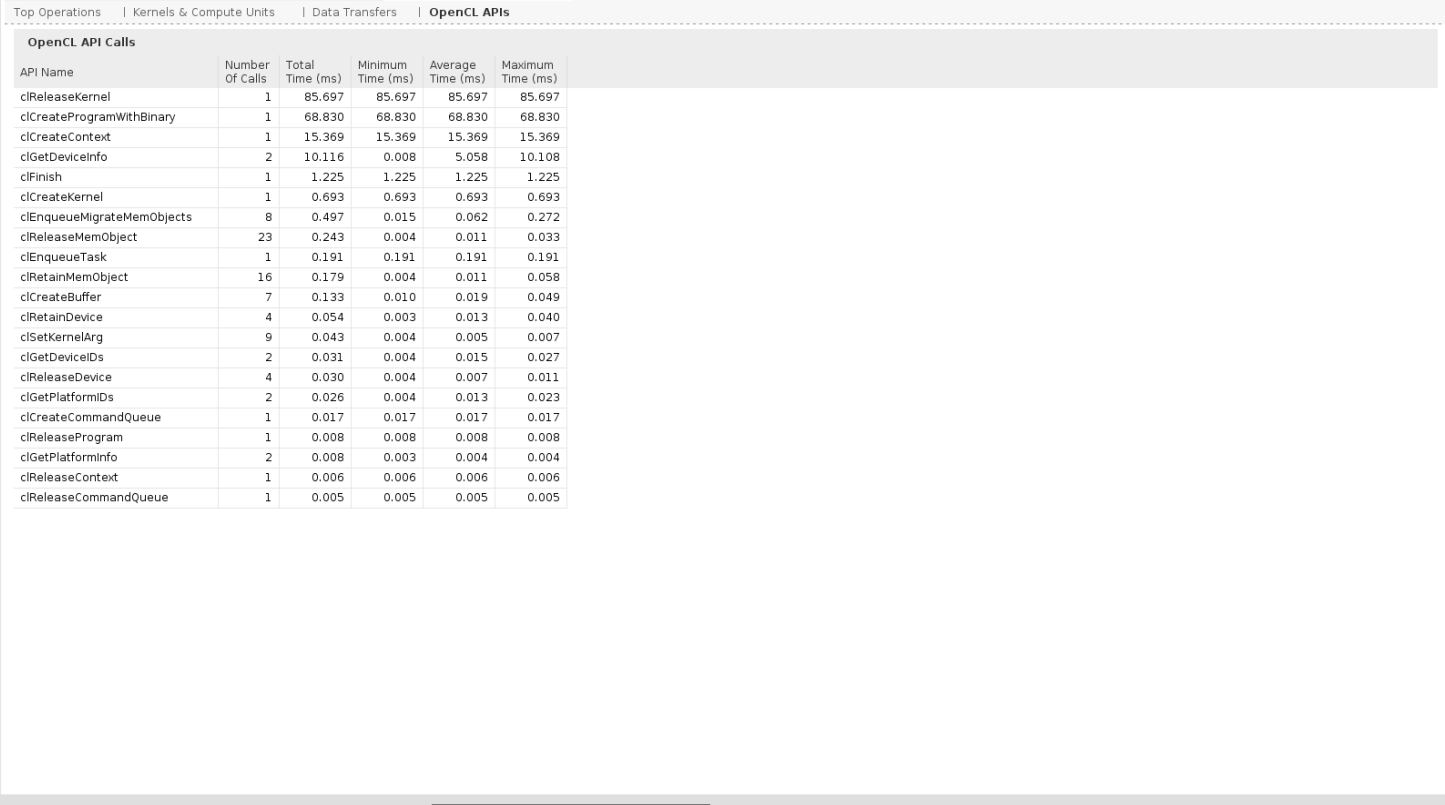 Top Operations | Kernels & Compute Units | Data Transfers | OpenCL APIs
OpenCL API Calls
API Name Number Of Calls Total Time (ms) Minimum Time (ms) Average Time (ms) Maximum Time (ms)
clReleaseKernel 1 85.697 85.697 85.697 85.697
clCreateProgramWithBinary 1 68.830 68.830 68.830 68.830
clCreateContext 1 15.369 15.369 15.369 15.369
clGetDeviceInfo 2 10.116 0.008 5.058 10.108
clFinish 1 1.225 1.225 1.225 1.225
clCreateKernel 1 0.693 0.693 0.693 0.693
clEnqueueMigrateMemObjects 8 0.497 0.015 0.062 0.272
clReleaseMemObject 23 0.243 0.004 0.011 0.033
clEnqueueTask 1 0.191 0.191 0.191 0.191
clRetainMemObject 16 0.179 0.004 0.011 0.058
clCreateBuffer 7 0.133 0.010 0.019 0.049
clRetainDevice 4 0.054 0.003 0.013 0.040
clSetKernelArg 9 0.043 0.004 0.005 0.007
clGetDeviceIDs 2 0.031 0.004 0.015 0.027
clReleaseDevice 4 0.030 0.004 0.007 0.011
clGetPlatformIDs 2 0.026 0.004 0.013 0.023
clCreateCommandQueue 1 0.017 0.017 0.017 0.017
clReleaseProgram 1 0.008 0.008 0.008 0.008
clGetPlatformInfo 2 0.008 0.003 0.004 0.004
clReleaseContext 1 0.006 0.006 0.006 0.006
clReleaseCommandQueue 1 0.005 0.005 0.005 0.005